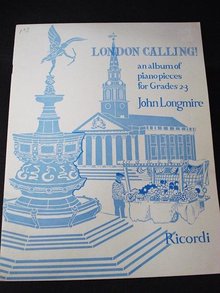 LONDON CALLING!
an album of
piano pieces
for Grades 2-3
John Longmire
Ricordi